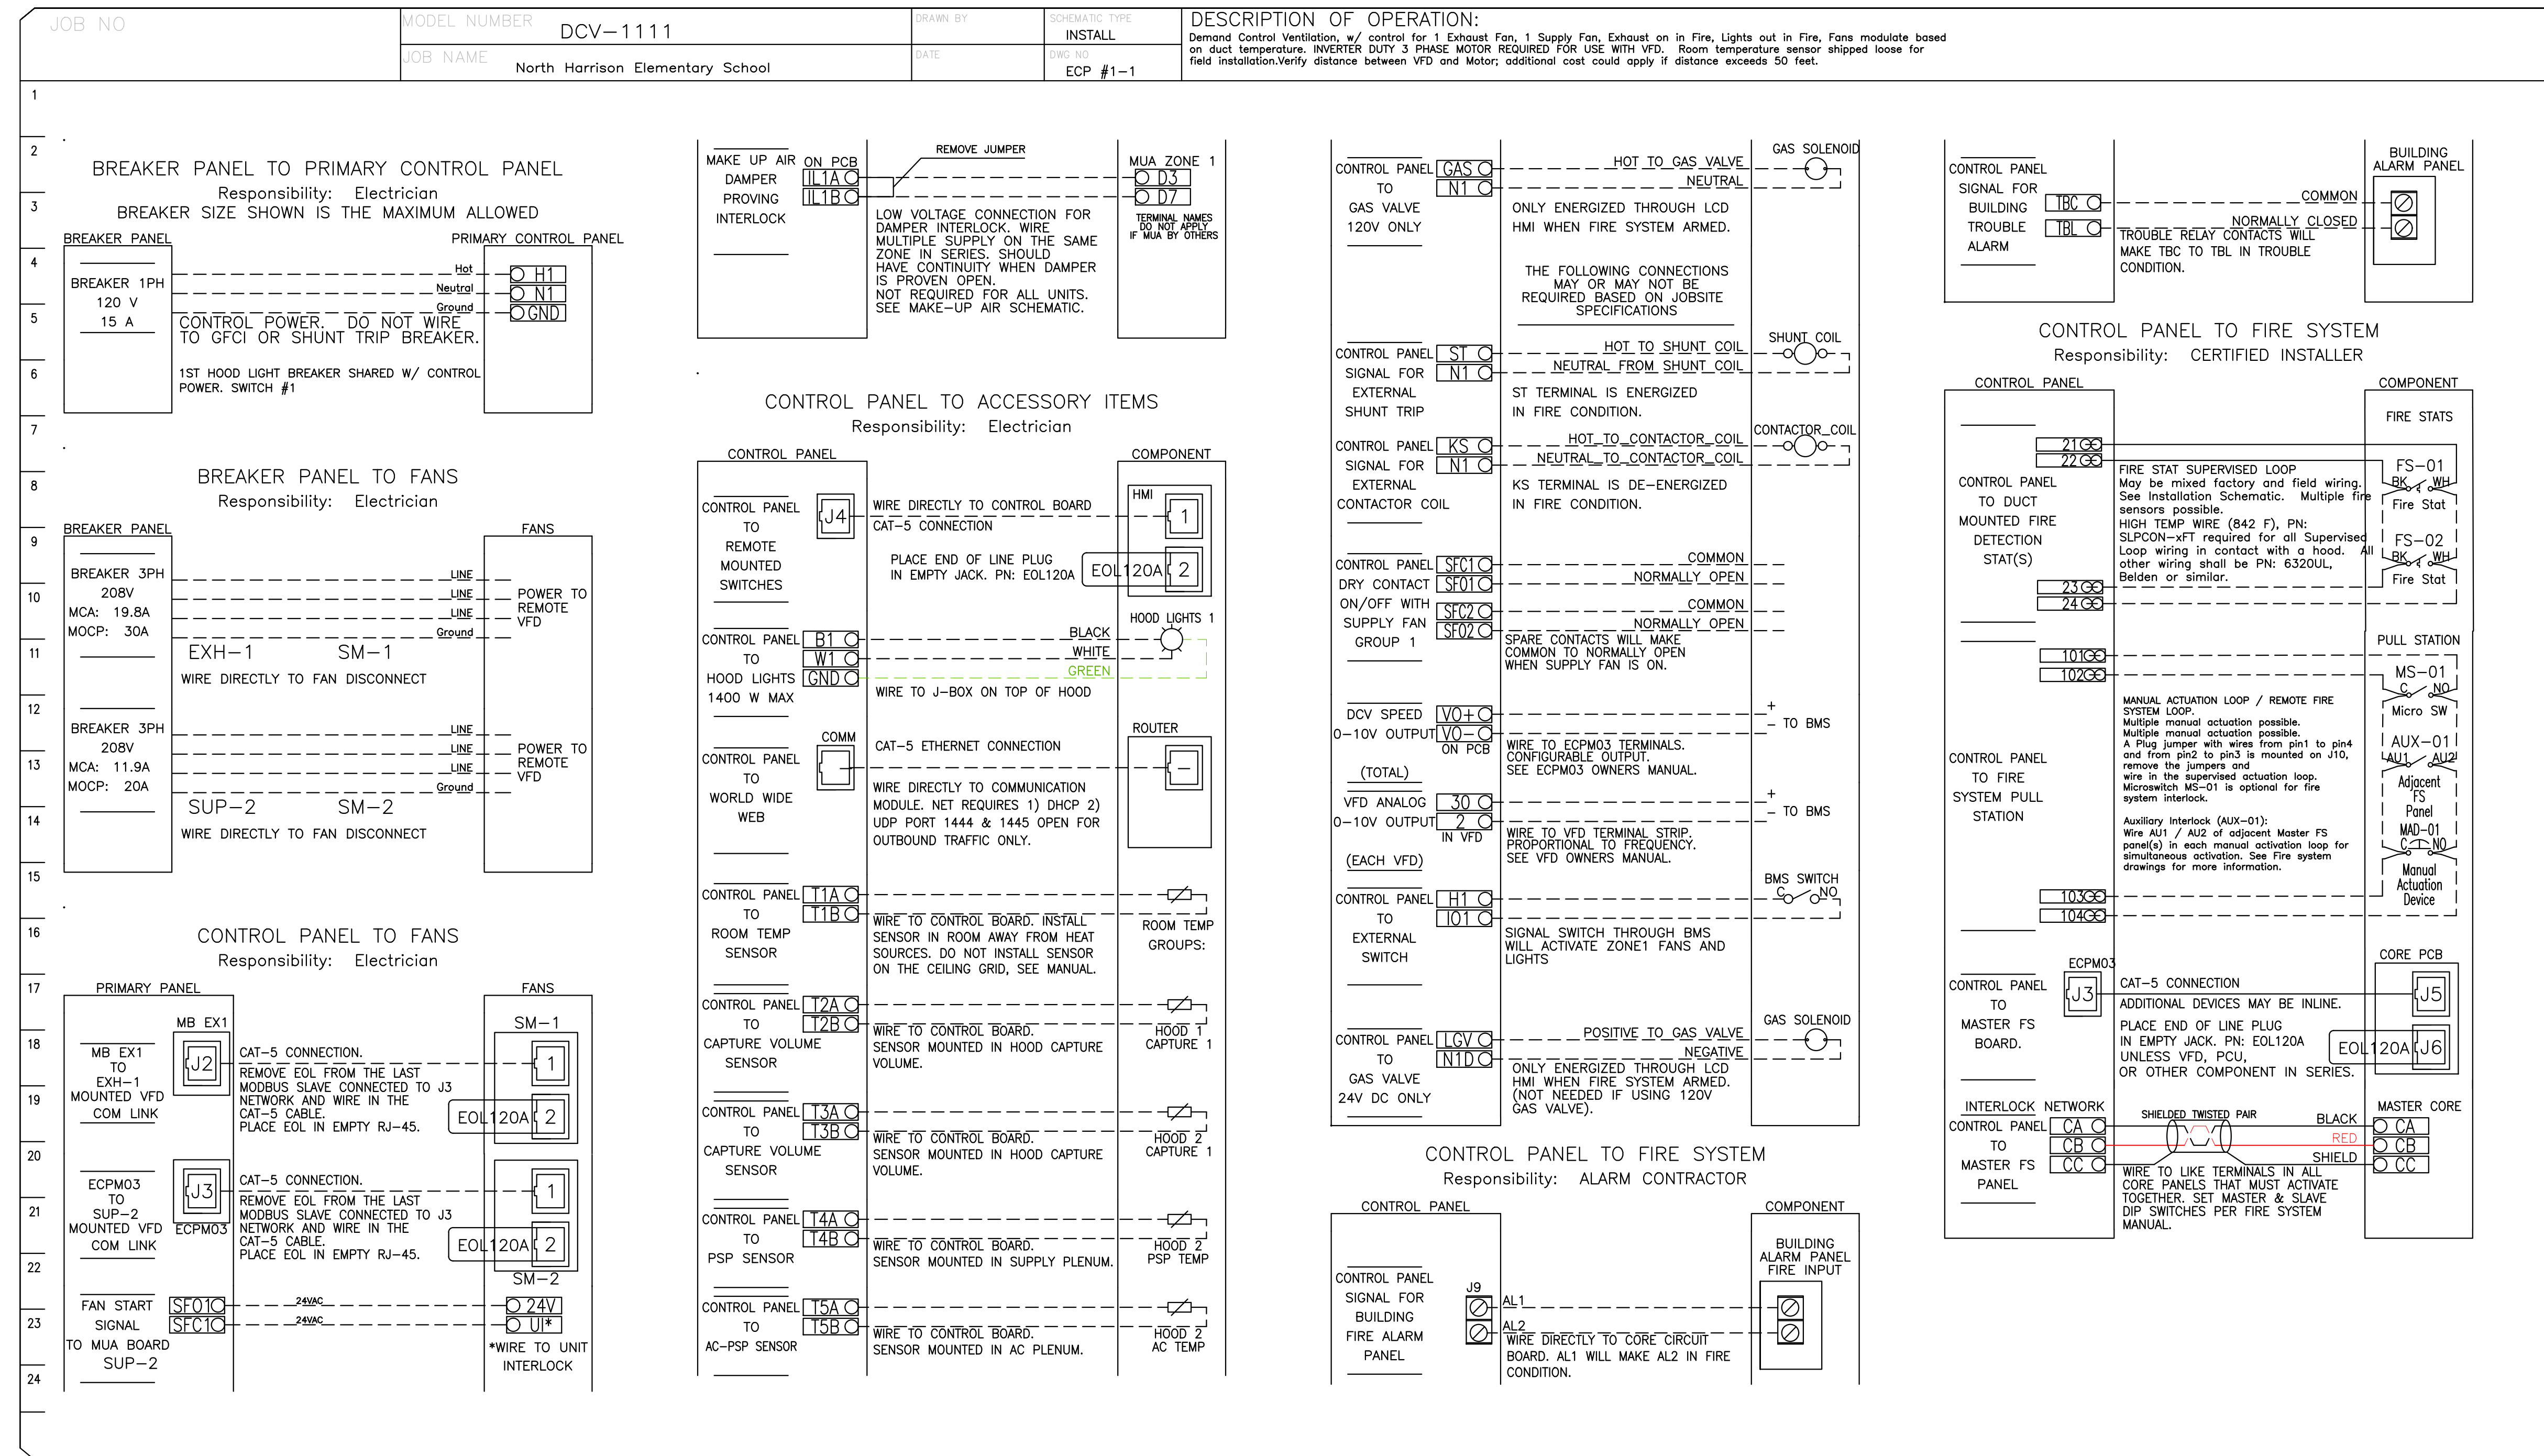 JOB NO
MODEL NUMBER
DCV-1111
JOB NAME
North Harrison Elementary School
DRAWN BY
DATE
SCHEMATIC TYPE
INSTALL
DWG NO
ECP #1-1
DESCRIPTION OF OPERATION:
Demand Control Ventilation, w/ control for 1 Exhaust Fan, 1 Supply Fan, Exhaust on in Fire, Lights out in Fire, Fans modulate based
on duct temperature. INVERTER DUTY 3 PHASE MOTOR REQUIRED FOR USE WITH VFD. Room temperature sensor shipped loose for
field installation.Verify distance between VFD and Motor; additional cost could apply if distance exceeds 50 feet.
1
2
3
4
5
6
7
8
9
10
11
12
13
14
15
16
17
18
19
20
21
22
23
24
BREAKER PANEL TO PRIMARY CONTROL PANEL
Responsibility: Electrician
BREAKER SIZE SHOWN IS THE MAXIMUM ALLOWED
BREAKER PANEL
PRIMARY CONTROL PANEL
BREAKER 1PH
120 V
15 A
Hot
H1
Neutral
N1
Ground
GND
CONTROL POWER. DO NOT WIRE
TO GFCI OR SHUNT TRIP BREAKER.
1ST HOOD LIGHT BREAKER SHARED W/ CONTROL
POWER. SWITCH #1
BREAKER PANEL TO FANS
Responsibility: Electrician
BREAKER PANEL
FANS
BREAKER 3PH
208V
MCA: 19.8A
MOCP: 30A
LINE
LINE
LINE
Ground
POWER TO
REMOTE
VFD
EXH-1
SM-1
WIRE DIRECTLY TO FAN DISCONNECT
BREAKER 3PH
208V
MCA: 11.9A
MOCP: 20A
LINE
LINE
LINE
Ground
POWER TO
REMOTE
VFD
SUP-2
SM-2
WIRE DIRECTLY TO FAN DISCONNECT
CONTROL PANEL TO FANS
Responsibility: Electrician
PRIMARY PANEL
FANS
MB EX1
SM-1
MB EX1
TO
EXH-1
MOUNTED VFD
COM LINK
J2
CAT-5 CONNECTION.
REMOVE EOL FROM THE LAST
MODBUS SLAVE CONNECTED TO J3
NETWORK AND WIRE IN THE
CAT-5 CABLE.
PLACE EOL IN EMPTY RJ-45.
1
EOL120A
2
ECPM03
TO
SUP-2
MOUNTED VFD
COM LINK
J3
ECPM03
CAT-5 CONNECTION.
REMOVE EOL FROM THE LAST
MODBUS SLAVE CONNECTED TO J3
NETWORK AND WIRE IN THE
CAT-5 CABLE.
PLACE EOL IN EMPTY RJ-45.
1
EOL120A
2
SM-2
FAN START
SIGNAL
TO MUA BOARD
SUP-2
SF01
SFC1
24VAC
24VAC
24V
UI*
*WIRE TO UNIT
INTERLOCK
MAKE UP AIR
DAMPER
PROVING
INTERLOCK
ON PCB
IL1A
IL1B
REMOVE JUMPER
MUA ZONE 1
D3
D7
TERMINAL NAMES
DO NOT APPLY
IF MUA BY OTHERS
LOW VOLTAGE CONNECTION FOR
DAMPER INTERLOCK. WIRE
MULTIPLE SUPPLY ON THE SAME
ZONE IN SERIES. SHOULD
HAVE CONTINUITY WHEN DAMPER
IS PROVEN OPEN.
NOT REQUIRED FOR ALL UNITS.
SEE MAKE-UP AIR SCHEMATIC.
CONTROL PANEL TO ACCESSORY ITEMS
Responsibility: Electrician
CONTROL PANEL
COMPONENT
CONTROL PANEL
TO
REMOTE
MOUNTED
SWITCHES
J4
WIRE DIRECTLY TO CONTROL BOARD
CAT-5 CONNECTION
PLACE END OF LINE PLUG
IN EMPTY JACK. PN: EOL120A
HMI
1
EOL120A
2
CONTROL PANEL
TO
HOOD LIGHTS
1400 W MAX
B1
W1
GND
BLACK
WHITE
GREEN
WIRE TO J-BOX ON TOP OF HOOD
HOOD LIGHTS 1
CONTROL PANEL
TO
WORLD WIDE
WEB
COMM
CAT-5 ETHERNET CONNECTION
ROUTER
WIRE DIRECTLY TO COMMUNICATION
MODULE. NET REQUIRES 1) DHCP 2)
UDP PORT 1444 & 1445 OPEN FOR
OUTBOUND TRAFFIC ONLY.
CONTROL PANEL
TO
ROOM TEMP
SENSOR
T1A
T1B
WIRE TO CONTROL BOARD. INSTALL
SENSOR IN ROOM AWAY FROM HEAT
SOURCES. DO NOT INSTALL SENSOR
ON THE CEILING GRID, SEE MANUAL.
ROOM TEMP
GROUPS:
CONTROL PANEL
TO
CAPTURE VOLUME
SENSOR
T2A
T2B
WIRE TO CONTROL BOARD.
SENSOR MOUNTED IN HOOD CAPTURE
VOLUME.
HOOD 1
CAPTURE 1
CONTROL PANEL
TO
CAPTURE VOLUME
SENSOR
T3A
T3B
WIRE TO CONTROL BOARD.
SENSOR MOUNTED IN HOOD CAPTURE
VOLUME.
HOOD 2
CAPTURE 1
CONTROL PANEL
TO
PSP SENSOR
T4A
T4B
WIRE TO CONTROL BOARD.
SENSOR MOUNTED IN SUPPLY PLENUM.
HOOD 2
PSP TEMP
CONTROL PANEL
TO
AC-PSP SENSOR
T5A
T5B
WIRE TO CONTROL BOARD.
SENSOR MOUNTED IN AC PLENUM.
HOOD 2
AC TEMP
CONTROL PANEL
TO
GAS VALVE
120V ONLY
GAS
N1
HOT TO GAS VALVE
NEUTRAL
GAS SOLENOID
ONLY ENERGIZED THROUGH LCD
HMI WHEN FIRE SYSTEM ARMED.
THE FOLLOWING CONNECTIONS
MAY OR MAY NOT BE
REQUIRED BASED ON JOBSITE
SPECIFICATIONS
CONTROL PANEL
SIGNAL FOR
EXTERNAL
SHUNT TRIP
ST
N1
HOT TO SHUNT COIL
NEUTRAL FROM SHUNT COIL
SHUNT COIL
ST TERMINAL IS ENERGIZED
IN FIRE CONDITION.
CONTROL PANEL
SIGNAL FOR
EXTERNAL
CONTACTOR COIL
KS
N1
HOT TO CONTACTOR COIL
NEUTRAL TO CONTACTOR COIL
CONTACTOR COIL
KS TERMINAL IS DE-ENERGIZED
IN FIRE CONDITION.
CONTROL PANEL
DRY CONTACT
ON/OFF WITH
SUPPLY FAN
GROUP 1
SFC1
SF01
SFC2
SF02
COMMON
NORMALLY OPEN
COMMON
NORMALLY OPEN
SPARE CONTACTS WILL MAKE
COMMON TO NORMALLY OPEN
WHEN SUPPLY FAN IS ON.
DCV SPEED
0-10V OUTPUT
(TOTAL)
VO+
VO-
ON PCB
+
- TO BMS
WIRE TO ECPM03 TERMINALS.
CONFIGURABLE OUTPUT.
SEE ECPM03 OWNERS MANUAL.
VFD ANALOG
0-10V OUTPUT
(EACH VFD)
30
2
IN VFD
+
- TO BMS
WIRE TO VFD TERMINAL STRIP.
PROPORTIONAL TO FREQUENCY.
SEE VFD OWNERS MANUAL.
CONTROL PANEL
TO
EXTERNAL
SWITCH
H1
IO1
BMS SWITCH
C NO
SIGNAL SWITCH THROUGH BMS
WILL ACTIVATE ZONE1 FANS AND
LIGHTS
CONTROL PANEL
TO
GAS VALVE
24V DC ONLY
LGV
N1D
POSITIVE TO GAS VALVE
NEGATIVE
GAS SOLENOID
ONLY ENERGIZED THROUGH LCD
HMI WHEN FIRE SYSTEM ARMED.
(NOT NEEDED IF USING 120V
GAS VALVE).
CONTROL PANEL TO FIRE SYSTEM
Responsibility: ALARM CONTRACTOR
CONTROL PANEL
COMPONENT
CONTROL PANEL
SIGNAL FOR
BUILDING
FIRE ALARM
PANEL
J9
AL1
AL2
WIRE DIRECTLY TO CORE CIRCUIT
BOARD. AL1 WILL MAKE AL2 IN FIRE
CONDITION.
BUILDING
ALARM PANEL
FIRE INPUT
CONTROL PANEL
SIGNAL FOR
BUILDING
TROUBLE
ALARM
TBC
TBL
COMMON
NORMALLY CLOSED
TROUBLE RELAY CONTACTS WILL
MAKE TBC TO TBL IN TROUBLE
CONDITION.
BUILDING
ALARM PANEL
CONTROL PANEL TO FIRE SYSTEM
Responsibility: CERTIFIED INSTALLER
CONTROL PANEL
COMPONENT
CONTROL PANEL
TO DUCT
MOUNTED FIRE
DETECTION
STAT(S)
21
22
23
24
FIRE STAT SUPERVISED LOOP
May be mixed factory and field wiring.
See Installation Schematic. Multiple fire
sensors possible.
HIGH TEMP WIRE (842 F), PN:
SLPCON-xFT required for all Supervised
Loop wiring in contact with a hood. All
other wiring shall be PN: 6320UL,
Belden or similar.
FIRE STATS
FS-01
BK WH
Fire Stat
FS-02
BK WH
Fire Stat
CONTROL PANEL
TO FIRE
SYSTEM PULL
STATION
101
102
103
104
MANUAL ACTUATION LOOP / REMOTE FIRE
SYSTEM LOOP.
Multiple manual actuation possible.
Multiple manual actuation possible.
A Plug jumper with wires from pin1 to pin4
and from pin2 to pin3 is mounted on J10,
remove the jumpers and
wire in the supervised actuation loop.
Microswitch MS-01 is optional for fire
system interlock.
Auxiliary Interlock (AUX-01):
Wire AU1 / AU2 of adjacent Master FS
panel(s) in each manual activation loop for
simultaneous activation. See Fire system
drawings for more information.
PULL STATION
MS-01
C NO
Micro SW
AUX-01
AU1 AU2
Adjacent
FS
Panel
MAD-01
C NO
Manual
Actuation
Device
CONTROL PANEL
TO
MASTER FS
BOARD.
ECPM03
J3
CAT-5 CONNECTION
ADDITIONAL DEVICES MAY BE INLINE.
PLACE END OF LINE PLUG
IN EMPTY JACK. PN: EOL120A
UNLESS VFD, PCU,
OR OTHER COMPONENT IN SERIES.
CORE PCB
J5
EOL120A
J6
INTERLOCK NETWORK
CONTROL PANEL
TO
MASTER FS
PANEL
CA
CB
CC
SHIELDED TWISTED PAIR
BLACK
RED
SHIELD
MASTER CORE
CA
CB
CC
WIRE TO LIKE TERMINALS IN ALL
CORE PANELS THAT MUST ACTIVATE
TOGETHER. SET MASTER & SLAVE
DIP SWITCHES PER FIRE SYSTEM
MANUAL.